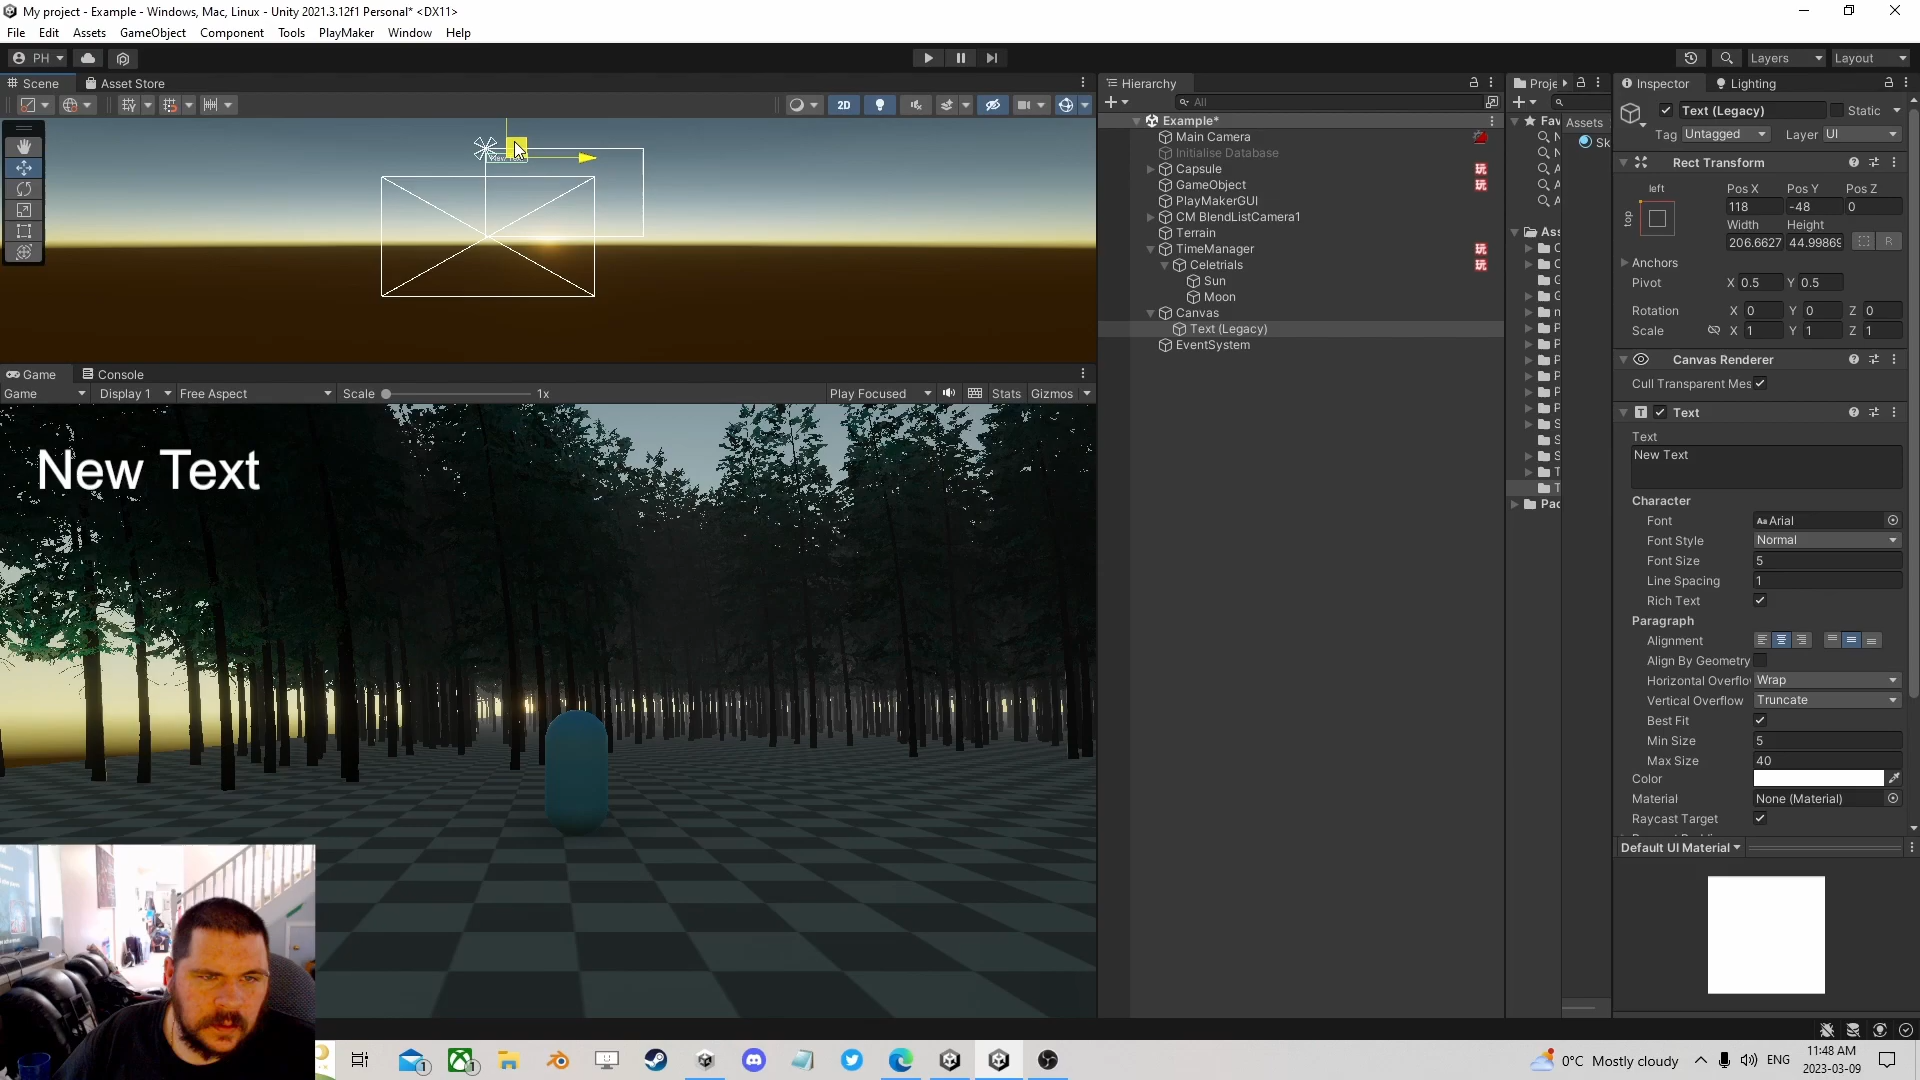 My project - Example - Windows, Mac, Linux - Unity 2021.3.12f1 Personal* <DX11>
File Edit Assets GameObject Component Tools PlayMaker Window Help
PH
Layers Layout
Scene Asset Store
2D
Game Console
Game Display 1 Free Aspect Scale 1x Play Focused Stats Gizmos
New Text
Hierarchy
All
Example*
Main Camera
Initialise Database
Capsule
GameObject
PlayMakerGUI
CM BlendListCamera1
Terrain
TimeManager
Celetrials
Sun
Moon
Canvas
Text (Legacy)
EventSystem
Proje
Fav Assets
Sk
Ass
Pac
Inspector Lighting
Text (Legacy) Static
Tag Untagged Layer UI
Rect Transform
left Pos X Pos Y Pos Z
top 118 -48 0
Width Height
206.6627 44.99869 R
Anchors
Pivot X 0.5 Y 0.5
Rotation X 0 Y 0 Z 0
Scale X 1 Y 1 Z 1
Canvas Renderer
Cull Transparent Mes
Text
Text
New Text
Character
Font Aa Arial
Font Style Normal
Font Size 5
Line Spacing 1
Rich Text
Paragraph
Alignment
Align By Geometry
Horizontal Overflo Wrap
Vertical Overflow Truncate
Best Fit
Min Size 5
Max Size 40
Color
Material None (Material)
Raycast Target
Default UI Material
0°C Mostly cloudy ENG 11:48 AM
2023-03-09